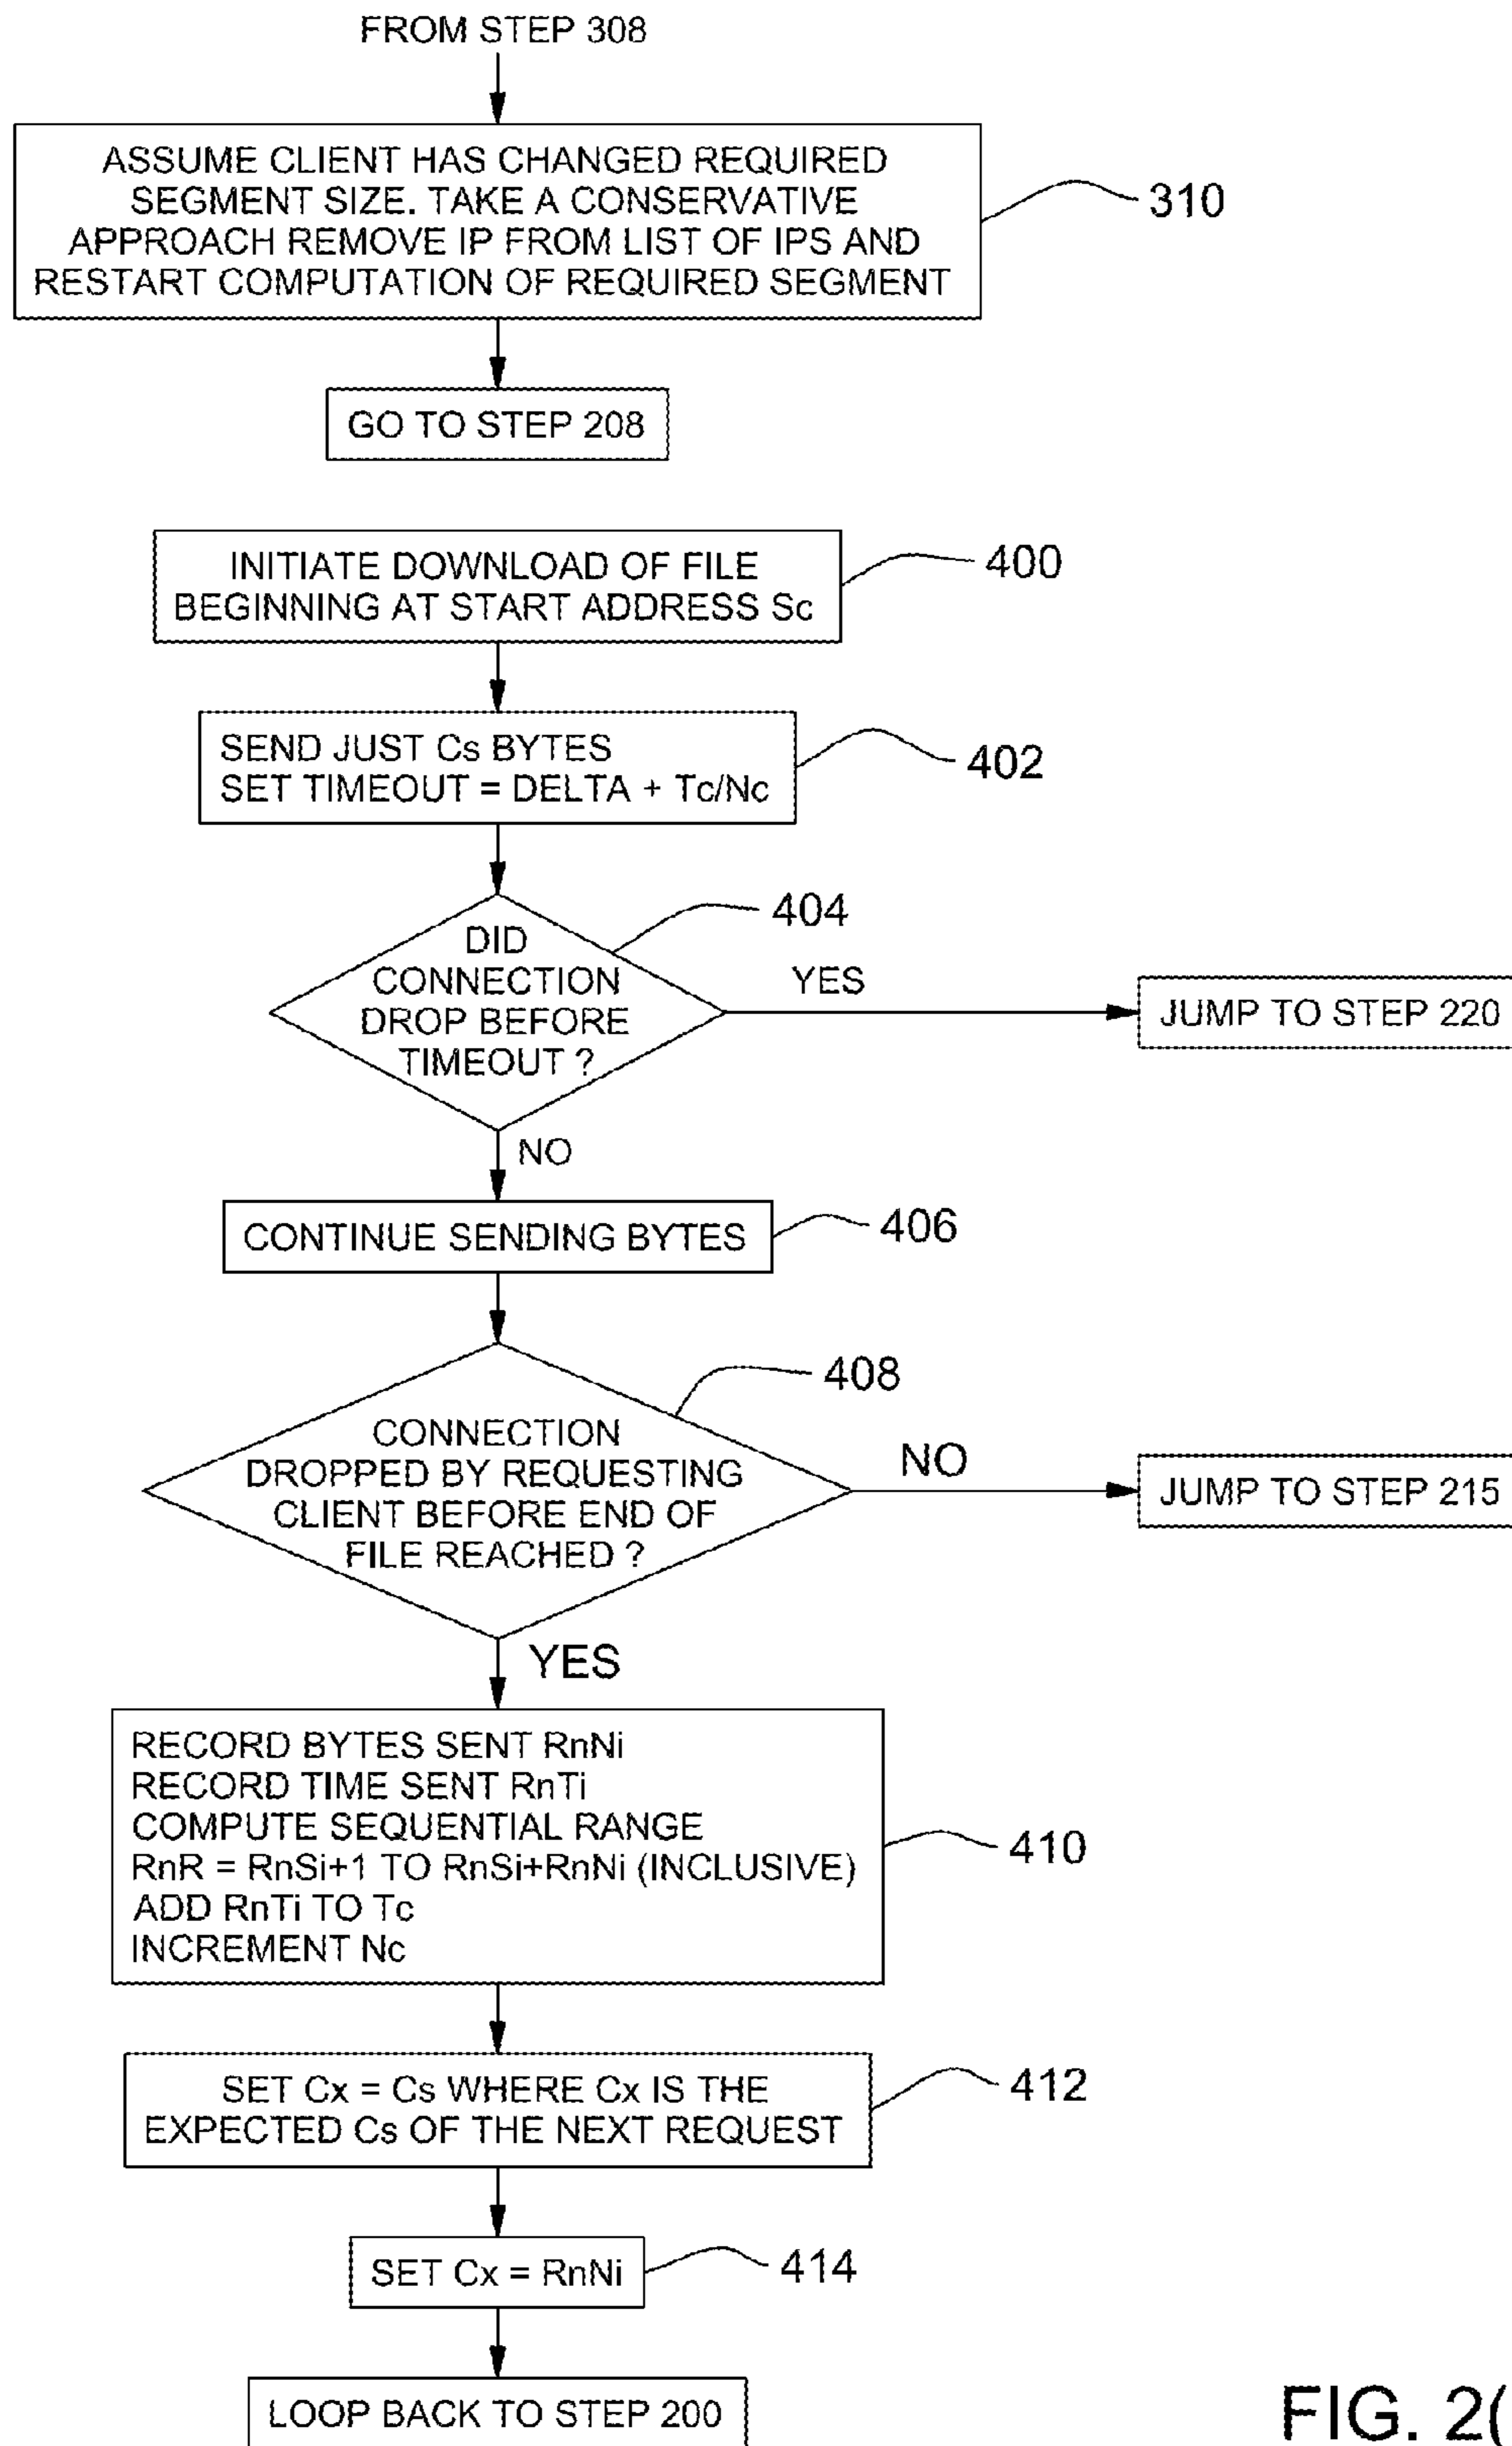 FROM STEP 308
ASSUME CLIENT HAS CHANGED REQUIRED
SEGMENT SIZE. TAKE A CONSERVATIVE
APPROACH REMOVE IP FROM LIST OF IPS AND
RESTART COMPUTATION OF REQUIRED SEGMENT
310
GO TO STEP 208
INITIATE DOWNLOAD OF FILE
BEGINNING AT START ADDRESS Sc
400
SEND JUST Cs BYTES
SET TIMEOUT = DELTA + Tc/Nc
402
DID
CONNECTION
DROP BEFORE
TIMEOUT ?
404
YES
JUMP TO STEP 220
NO
CONTINUE SENDING BYTES
406
CONNECTION
DROPPED BY REQUESTING
CLIENT BEFORE END OF
FILE REACHED ?
408
NO
JUMP TO STEP 215
YES
RECORD BYTES SENT RnNi
RECORD TIME SENT RnTi
COMPUTE SEQUENTIAL RANGE
RnR = RnSi+1 TO RnSi+RnNi (INCLUSIVE)
ADD RnTi TO Tc
INCREMENT Nc
410
SET Cx = Cs WHERE Cx IS THE
EXPECTED Cs OF THE NEXT REQUEST
412
SET Cx = RnNi
414
LOOP BACK TO STEP 200
FIG. 2(